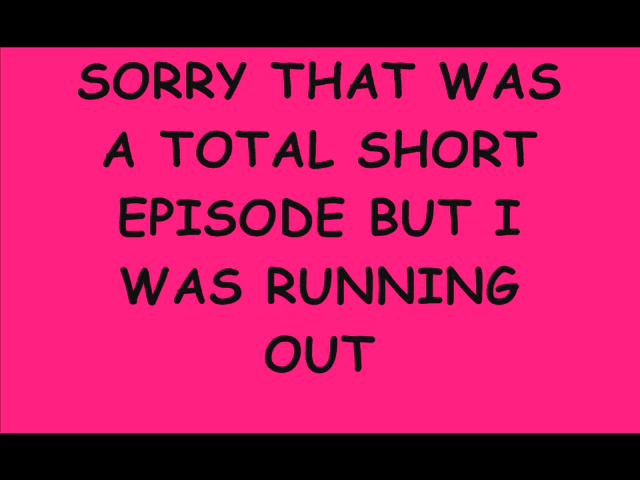 SORRY THAT WAS
A TOTAL SHORT
EPISODE BUT I
WAS RUNNING
OUT